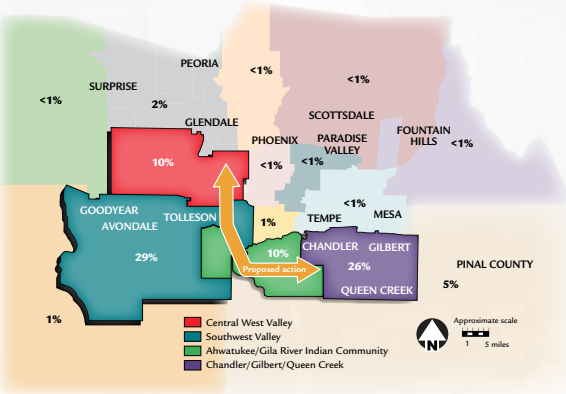 PEORIA
<1%
<1%
SURPRISE
<1%
2%
SCOTTSDALE
GLENDALE
FOUNTAIN
HILLS
<1%
PHOENIX
PARADISE
VALLEY
10%
<1%
<1%
<1%
GOODYEAR
TOLLESON
AVONDALE
1%
TEMPE
MESA
29%
10%
CHANDLER
GILBERT
Proposed action
26%
PINAL COUNTY
QUEEN CREEK
5%
1%
Central West Valley
Southwest Valley
Ahwatukee/Gila River Indian Community
Chandler/Gilbert/Queen Creek
N
Approximate scale
1 5 miles